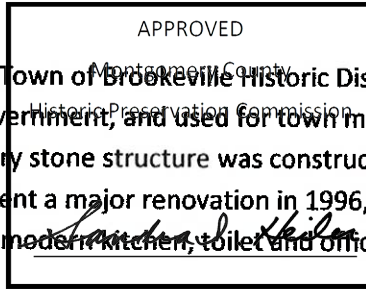 APPROVED
Montgomery County
Town of Brookeville Historic Dis
Historic Preservation Commission
vernment, and used for town m
ry stone structure was construc
ent a major renovation in 1996,
modern kitchen, toilet and offic